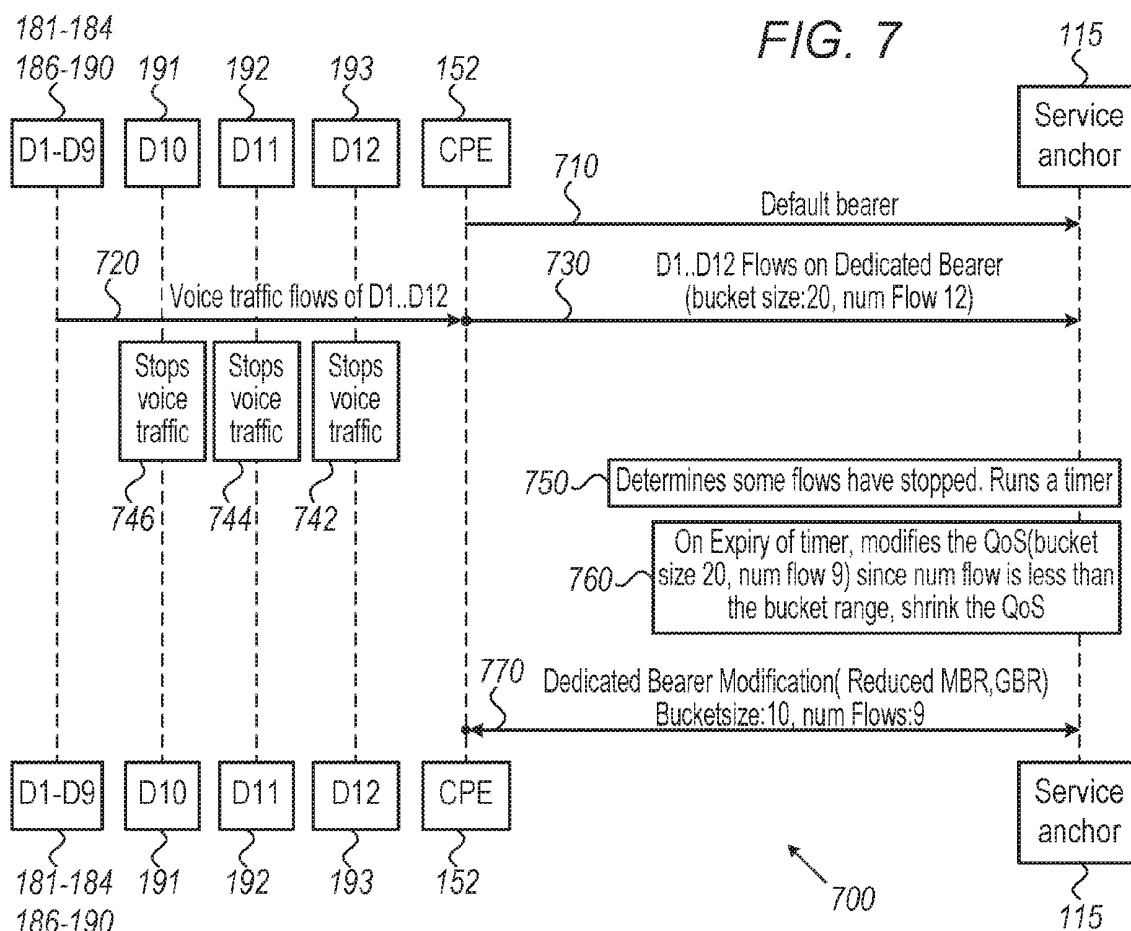 181-184
186-190
191
192
193
152
FIG. 7
115
D1-D9
D10
D11
D12
CPE
Service
anchor
710
Default bearer
720
Voice traffic flows of D1..D12
730
D1..D12 Flows on Dedicated Bearer
(bucket size:20, num Flow 12)
Stops
voice
traffic
Stops
voice
traffic
Stops
voice
traffic
746
744
742
750
Determines some flows have stopped. Runs a timer
760
On Expiry of timer, modifies the QoS(bucket
size 20, num flow 9) since num flow is less than
the bucket range, shrink the QoS
770
Dedicated Bearer Modification( Reduced MBR,GBR)
Bucketsize:10, num Flows:9
D1-D9
D10
D11
D12
CPE
Service
anchor
181-184
186-190
191
192
193
152
700
115